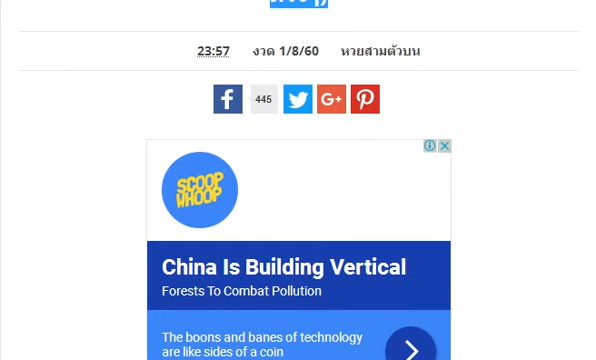 23:57 งวด 1/8/60 หวยสามตัวบน
f 445 G+
SCOOP
WHOOP
China Is Building Vertical
Forests To Combat Pollution
The boons and banes of technology
are like sides of a coin